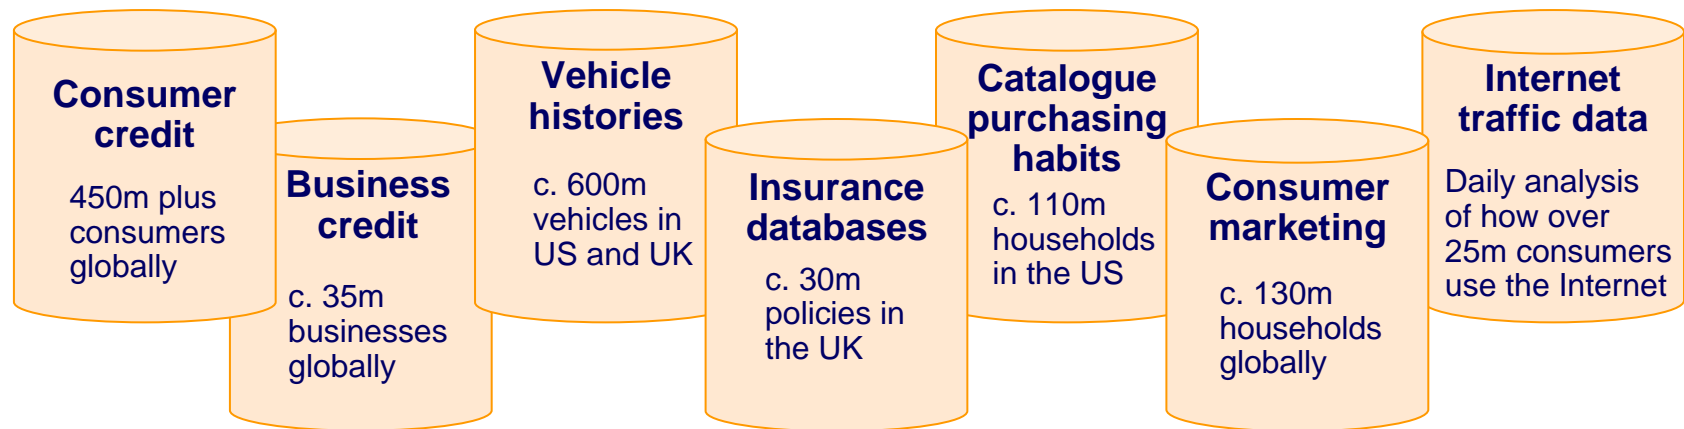 Consumer
credit
450m plus
consumers
globally
Business
credit
c. 35m
businesses
globally
Vehicle
histories
c. 600m
vehicles in
US and UK
Insurance
databases
c. 30m
policies in
the UK
Catalogue
purchasing
habits
c. 110m
households
in the US
Consumer
marketing
c. 130m
households
globally
Internet
traffic data
Daily analysis
of how over
25m consumers
use the Internet